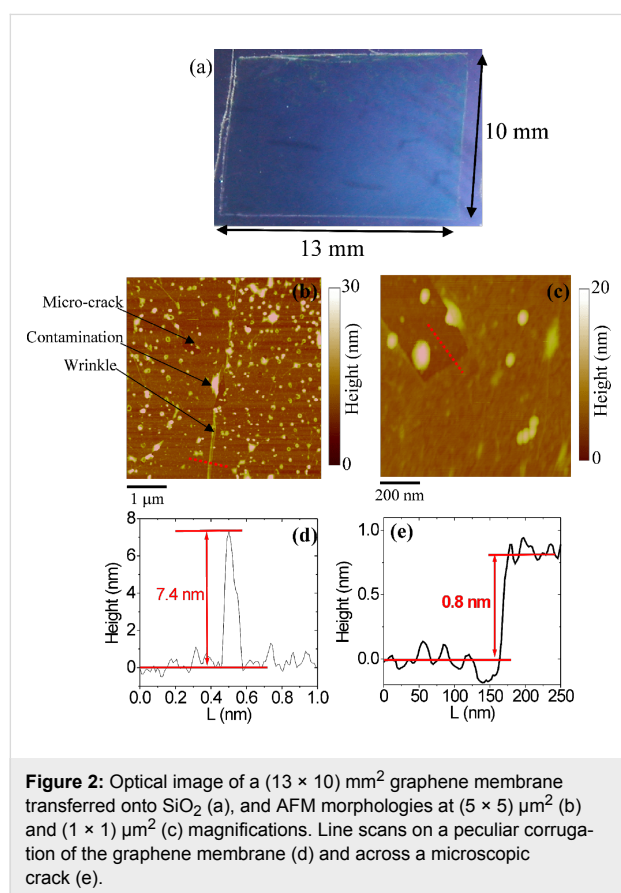 (a)
10 mm
13 mm
(b)
Micro-crack
Contamination
Wrinkle
30
Height (nm)
0
1 μm
(c)
20
Height (nm)
0
200 nm
(d)
8
7
6
5
4
3
2
1
0
Height (nm)
7.4 nm
0.0 0.2 0.4 0.6 0.8 1.0
L (nm)
(e)
1.0
0.5
0.0
Height (nm)
0.8 nm
0 50 100 150 200 250
L (nm)
Figure 2: Optical image of a (13 × 10) mm² graphene membrane
transferred onto SiO₂ (a), and AFM morphologies at (5 × 5) μm² (b)
and (1 × 1) μm² (c) magnifications. Line scans on a peculiar corruga-
tion of the graphene membrane (d) and across a microscopic
crack (e).